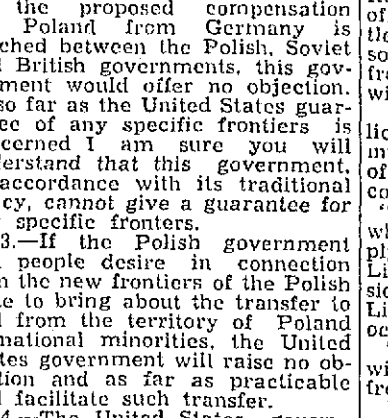 the proposed compensation
Poland from Germany is
ched between the Polish, Soviet
British governments, this gov-
ment would offer no objection.
so far as the United States guar-
ee of any specific frontiers is
cerned I am sure you will
erstand that this government,
accordance with its traditional
cy, cannot give a guarantee for
specific fronters.
3.—If the Polish government
people desire in connection
n the new frontiers of the Polish
e to bring about the transfer to
from the territory of Poland
national minorities, the United
tes government will raise no ob-
tion and as far as practicable
facilitate such transfer.
4.—The United States govern-
of
the
so
fre
wi
lic
m
of
co
wh
pl
Li
sic
Li
oc
wi
fr